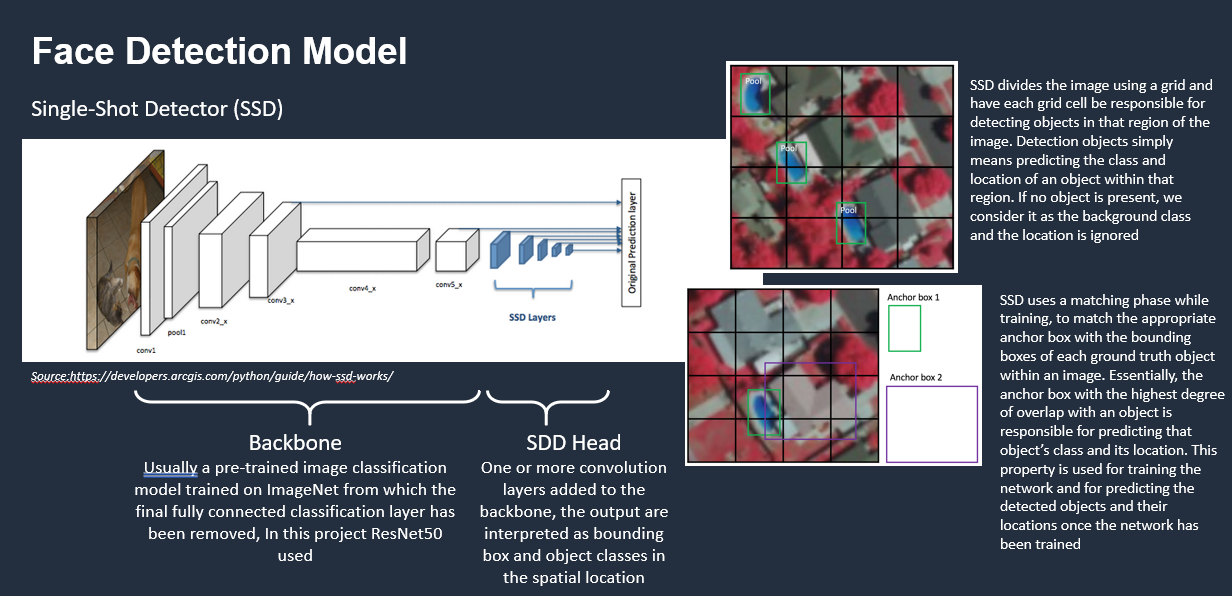 Face Detection Model
Single-Shot Detector (SSD)
conv1
pool1
conv2_x
conv3_x
conv4_x
conv5_x
SSD Layers
Original Prediction layer
Source:https://developers.arcgis.com/python/guide/how-ssd-works/
Backbone
Usually a pre-trained image classification
model trained on ImageNet from which the
final fully connected classification layer has
been removed, In this project ResNet50
used
SDD Head
One or more convolution
layers added to the
backbone, the output are
interpreted as bounding
box and object classes in
the spatial location
Pool
Pool
Pool
SSD divides the image using a grid and
have each grid cell be responsible for
detecting objects in that region of the
image. Detection objects simply
means predicting the class and
location of an object within that
region. If no object is present, we
consider it as the background class
and the location is ignored
Anchor box 1
Anchor box 2
SSD uses a matching phase while
training, to match the appropriate
anchor box with the bounding
boxes of each ground truth object
within an image. Essentially, the
anchor box with the highest degree
of overlap with an object is
responsible for predicting that
object's class and its location. This
property is used for training the
network and for predicting the
detected objects and their
locations once the network has
been trained